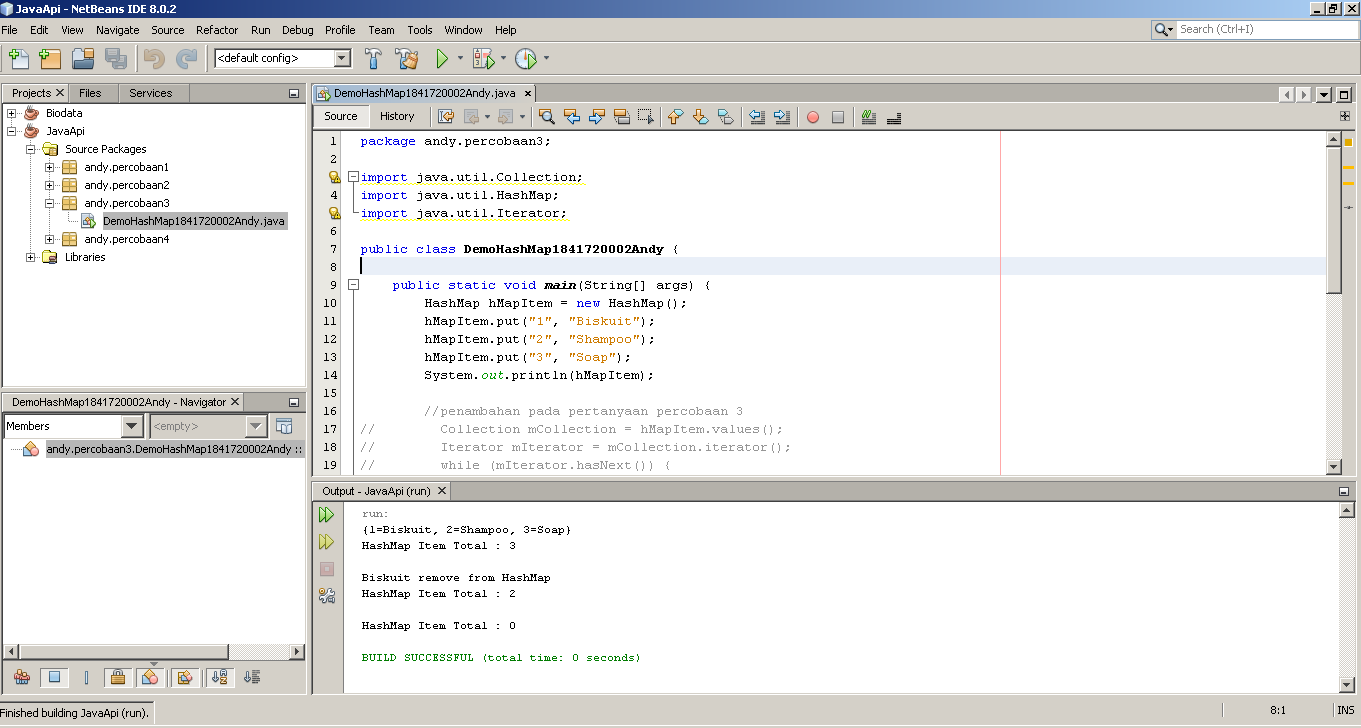 JavaApi - NetBeans IDE 8.0.2
File Edit View Navigate Source Refactor Run Debug Profile Team Tools Window Help
Search (Ctrl+I)
<default config>
Projects Files Services
Biodata
JavaApi
Source Packages
andy.percobaan1
andy.percobaan2
andy.percobaan3
DemoHashMap1841720002Andy.java
andy.percobaan4
Libraries
DemoHashMap1841720002Andy - Navigator
Members <empty>
andy.percobaan3.DemoHashMap1841720002Andy ::
DemoHashMap1841720002Andy.java
Source History
1 package andy.percobaan3;
2
import java.util.Collection;
4 import java.util.HashMap;
import java.util.Iterator;
6
7 public class DemoHashMap1841720002Andy {
8
9 public static void main(String[] args) {
10 HashMap hMapItem = new HashMap();
11 hMapItem.put("1", "Biskuit");
12 hMapItem.put("2", "Shampoo");
13 hMapItem.put("3", "Soap");
14 System.out.println(hMapItem);
15
16 //penambahan pada pertanyaan percobaan 3
17 // Collection mCollection = hMapItem.values();
18 // Iterator mIterator = mCollection.iterator();
19 // while (mIterator.hasNext()) {
Output - JavaApi (run)
run:
{1=Biskuit, 2=Shampoo, 3=Soap}
HashMap Item Total : 3
Biskuit remove from HashMap
HashMap Item Total : 2
HashMap Item Total : 0
BUILD SUCCESSFUL (total time: 0 seconds)
Finished building JavaApi (run).
8:1 INS